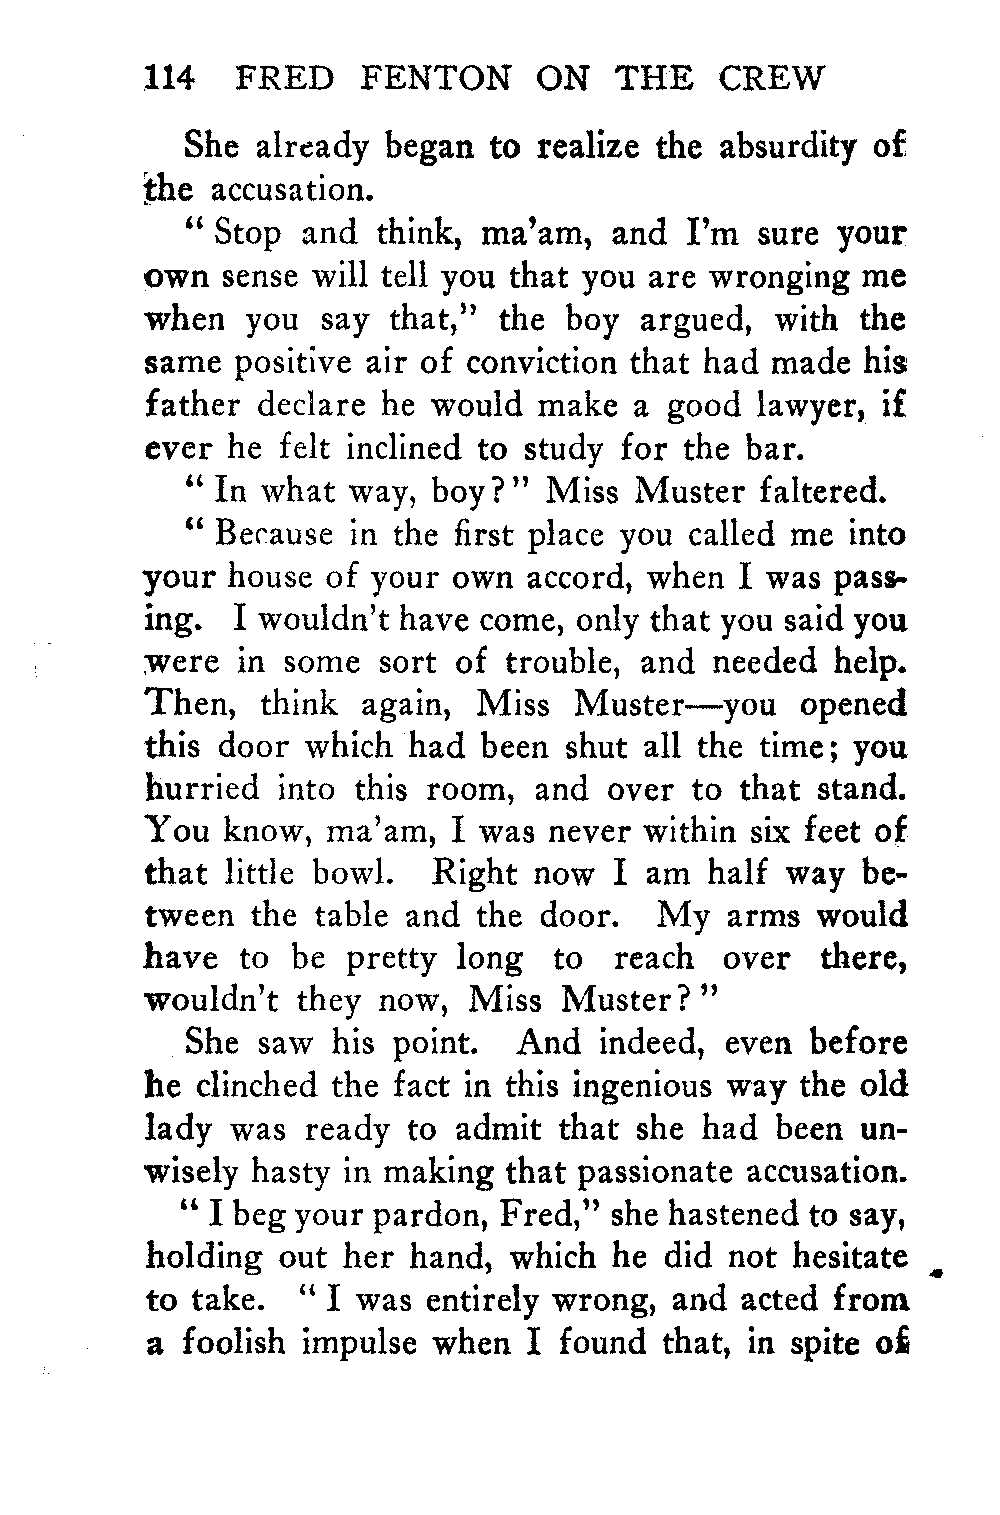 114 FRED FENTON ON THE CREW
She already began to realize the absurdity of
the accusation.
" Stop and think, ma'am, and I'm sure your
own sense will tell you that you are wronging me
when you say that," the boy argued, with the
same positive air of conviction that had made his
father declare he would make a good lawyer, if
ever he felt inclined to study for the bar.
" In what way, boy?" Miss Muster faltered.
" Because in the first place you called me into
your house of your own accord, when I was pass-
ing. I wouldn't have come, only that you said you
were in some sort of trouble, and needed help.
Then, think again, Miss Muster—you opened
this door which had been shut all the time; you
hurried into this room, and over to that stand.
You know, ma'am, I was never within six feet of
that little bowl. Right now I am half way be-
tween the table and the door. My arms would
have to be pretty long to reach over there,
wouldn't they now, Miss Muster?"
She saw his point. And indeed, even before
he clinched the fact in this ingenious way the old
lady was ready to admit that she had been un-
wisely hasty in making that passionate accusation.
" I beg your pardon, Fred," she hastened to say,
holding out her hand, which he did not hesitate
to take. " I was entirely wrong, and acted from
a foolish impulse when I found that, in spite of